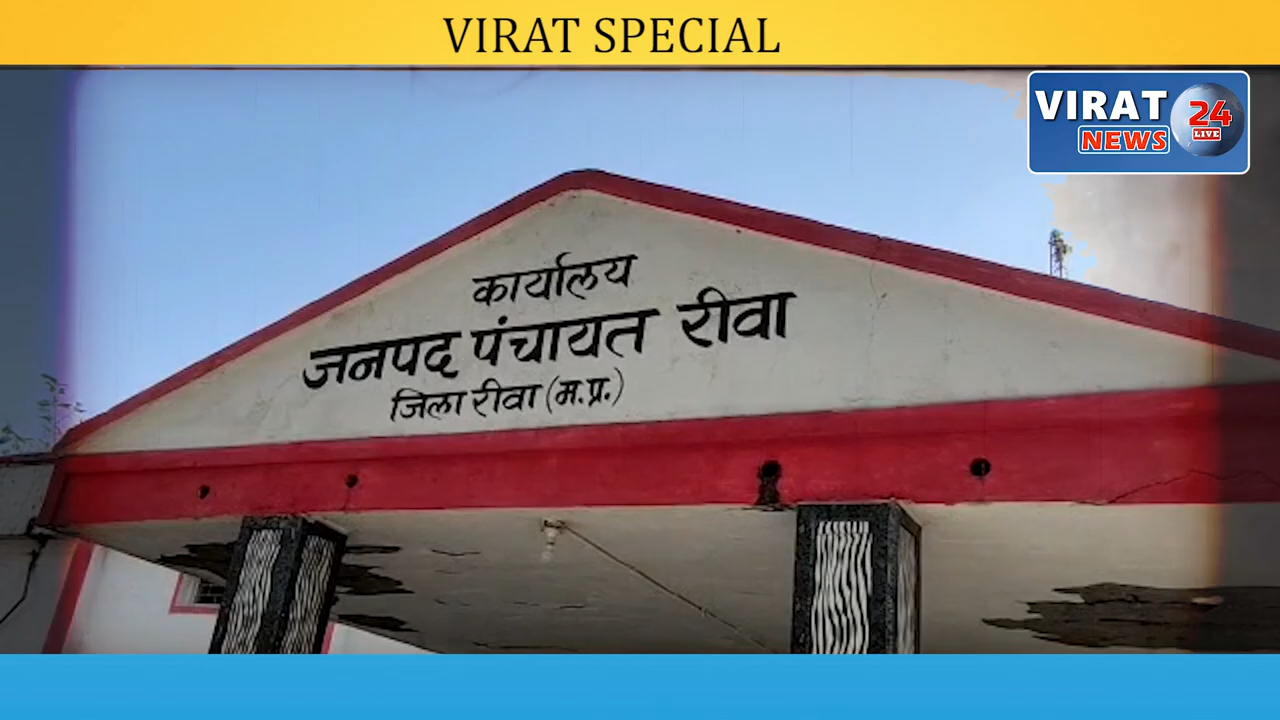 VIRAT SPECIAL
VIRAT
NEWS
24
LIVE
कार्यालय
जनपद पंचायत रीवा
जिला रीवा (म.प्र.)